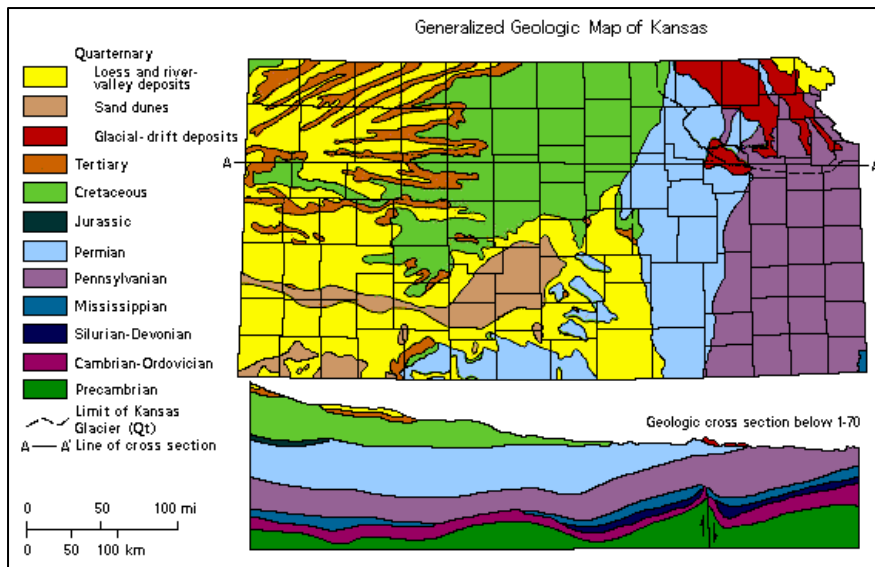 Generalized Geologic Map of Kansas
Quarternary
Loess and river-
valley deposits
Sand dunes
Glacial-drift deposits
Tertiary
Cretaceous
Jurassic
Permian
Pennsylvanian
Mississippian
Silurian-Devonian
Cambrian-Ordovician
Precambrian
Limit of Kansas
Glacier (Qt)
A A' Line of cross section
0 50 100 mi
0 50 100 km
A A'
Geologic cross section below 1-70